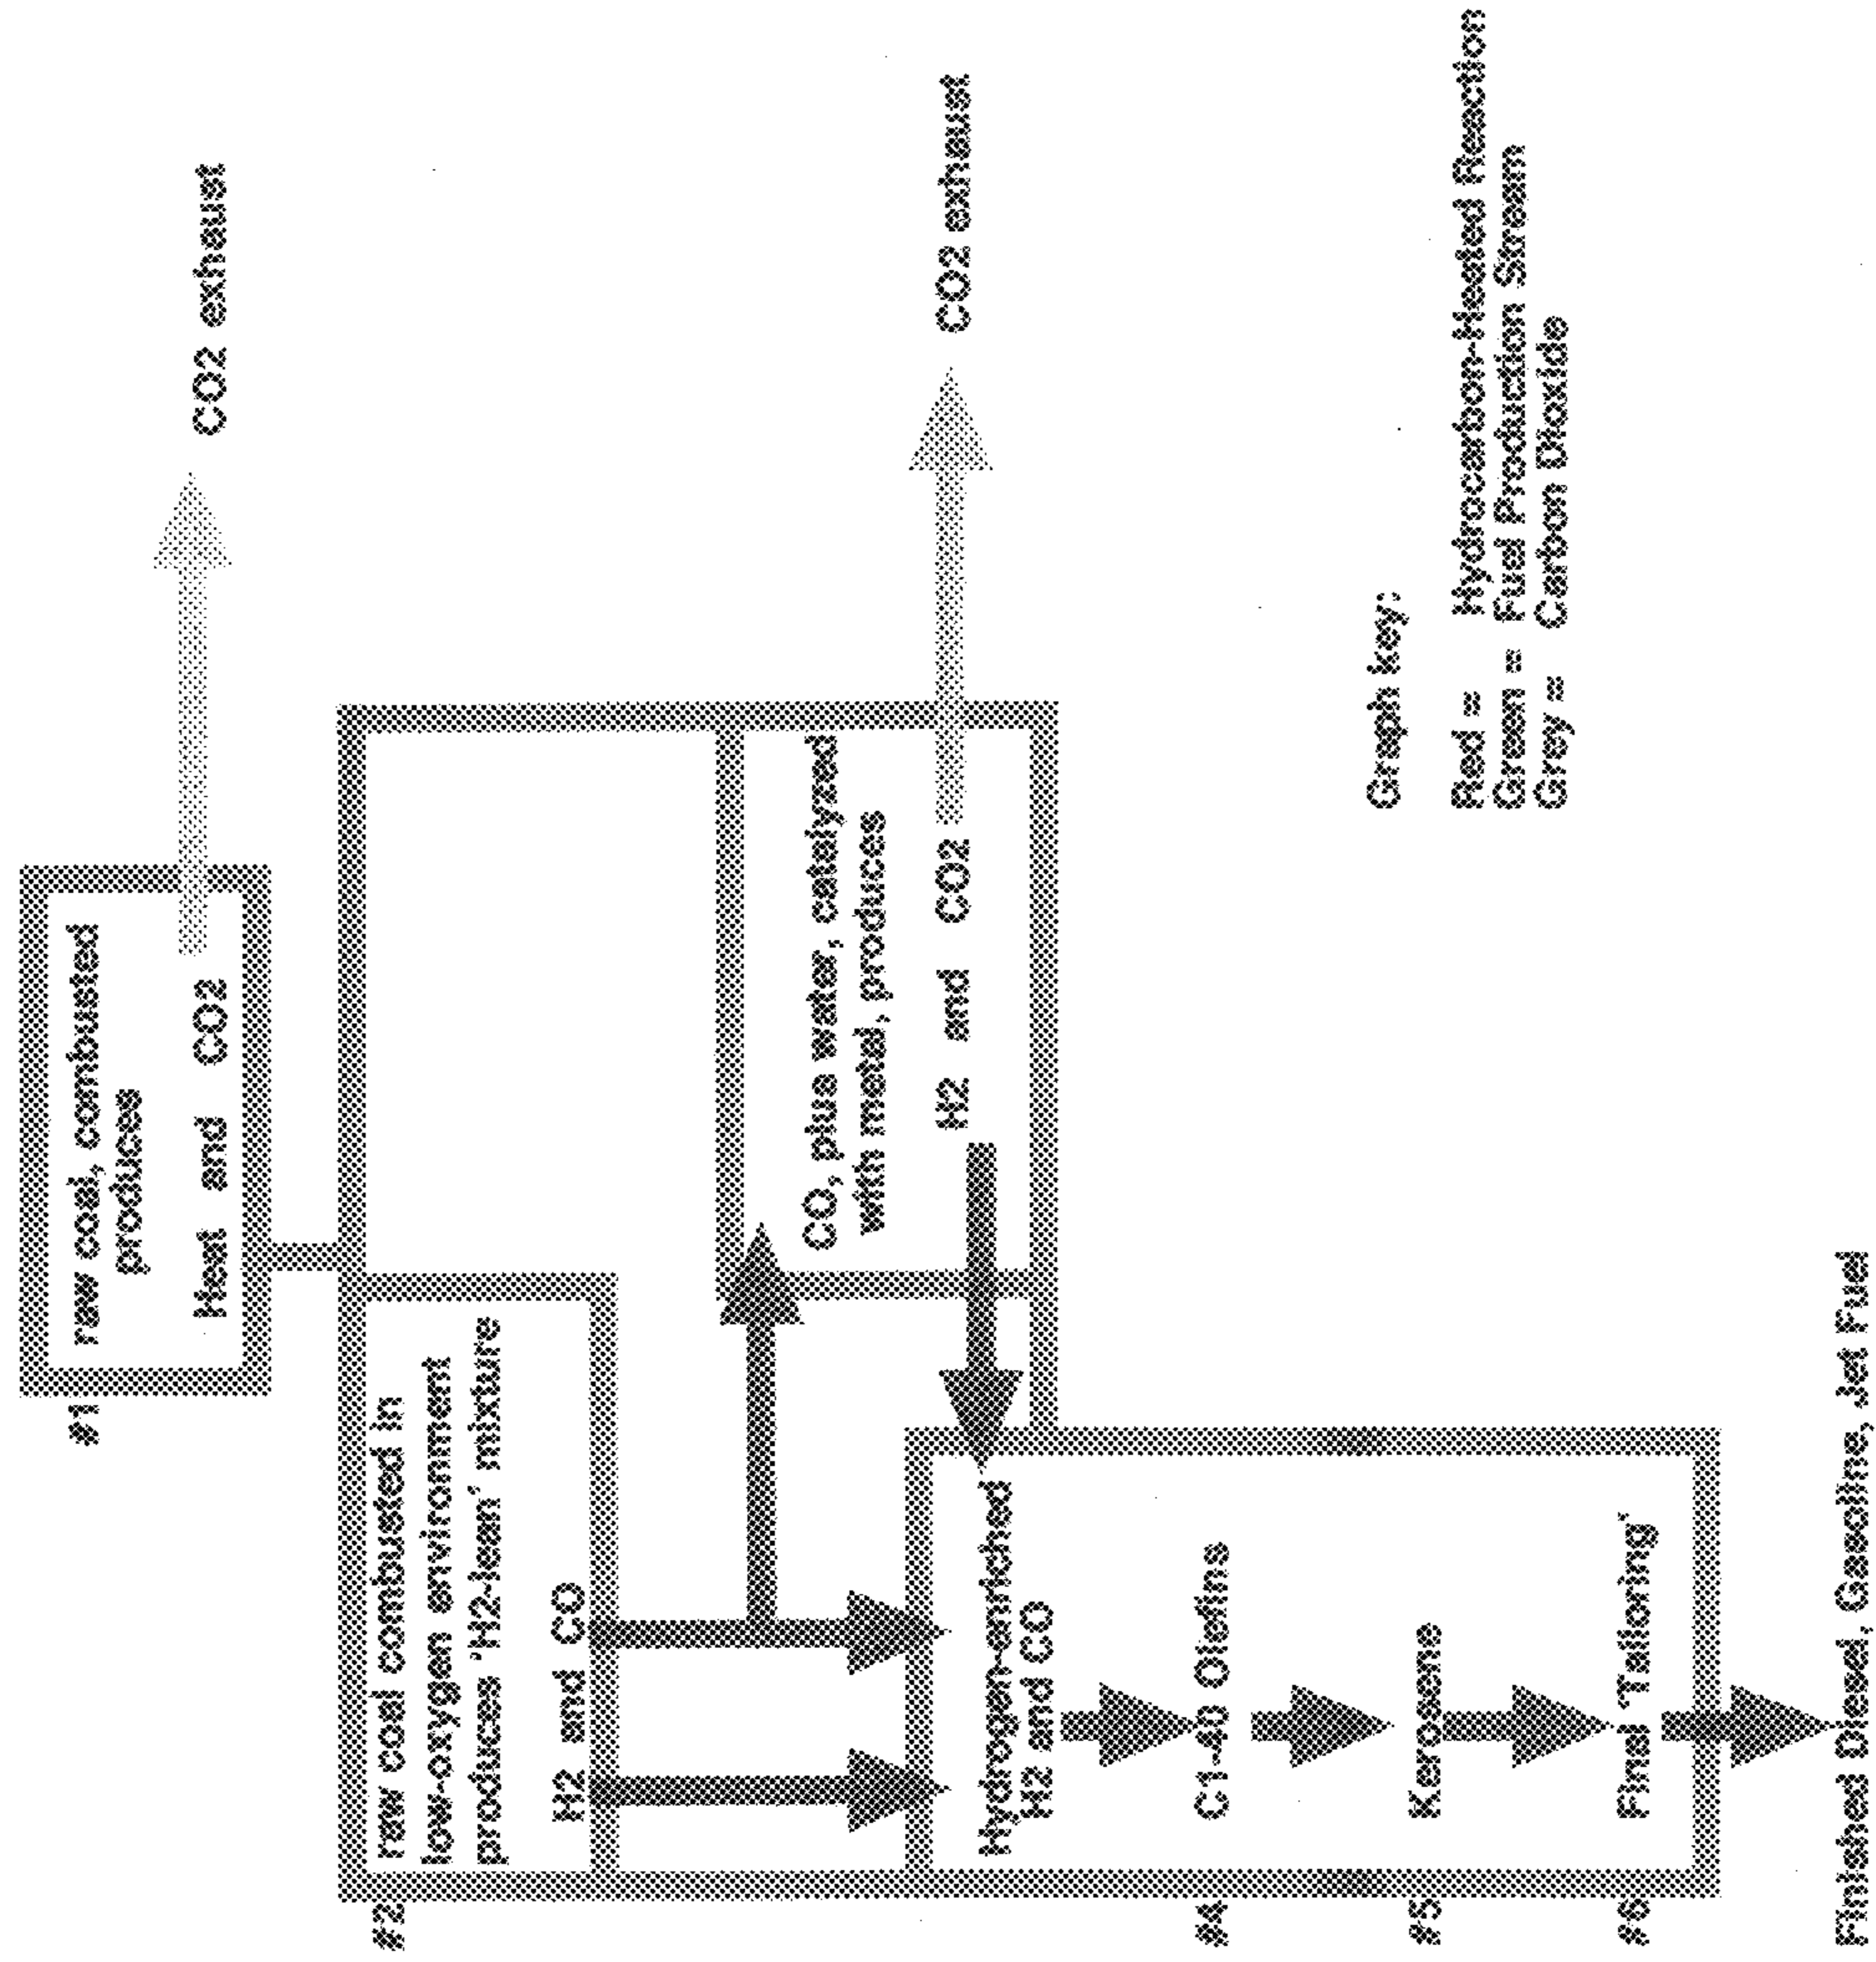 #1 raw coal, combusted
produces
Heat and CO2
CO2 exhaust
#2 raw coal combusted in
low-oxygen environment
produces 'H2-lean' mixture
H2 and CO
CO, plus water, catalyzed
with metal, produces
H2 and CO2
CO2 exhaust
Hydrogen-enriched
H2 and CO
#4 C1-40 Olefins
#5 Kerosene
#6 Final 'Tailoring'
Finished Diesel, Gasoline, Jet Fuel
Graph key:
Red = Hydrocarbon-Heated Reaction
Green = Fuel Production Stream
Grey = Carbon Dioxide